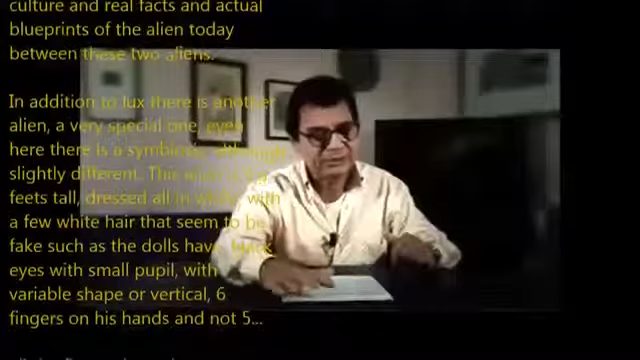 culture and real facts and actual
blueprints of the alien today
between these two aliens.
In addition to lux there is another
alien, a very special one, even
here there is a symbiosis, although
slightly different. This alien is
feets tall, dressed all in white, with
a few white hair that seem to be
fake such as the dolls have, black
eyes with small pupil, with
variable shape or vertical, 6
fingers on his hands and not 5...